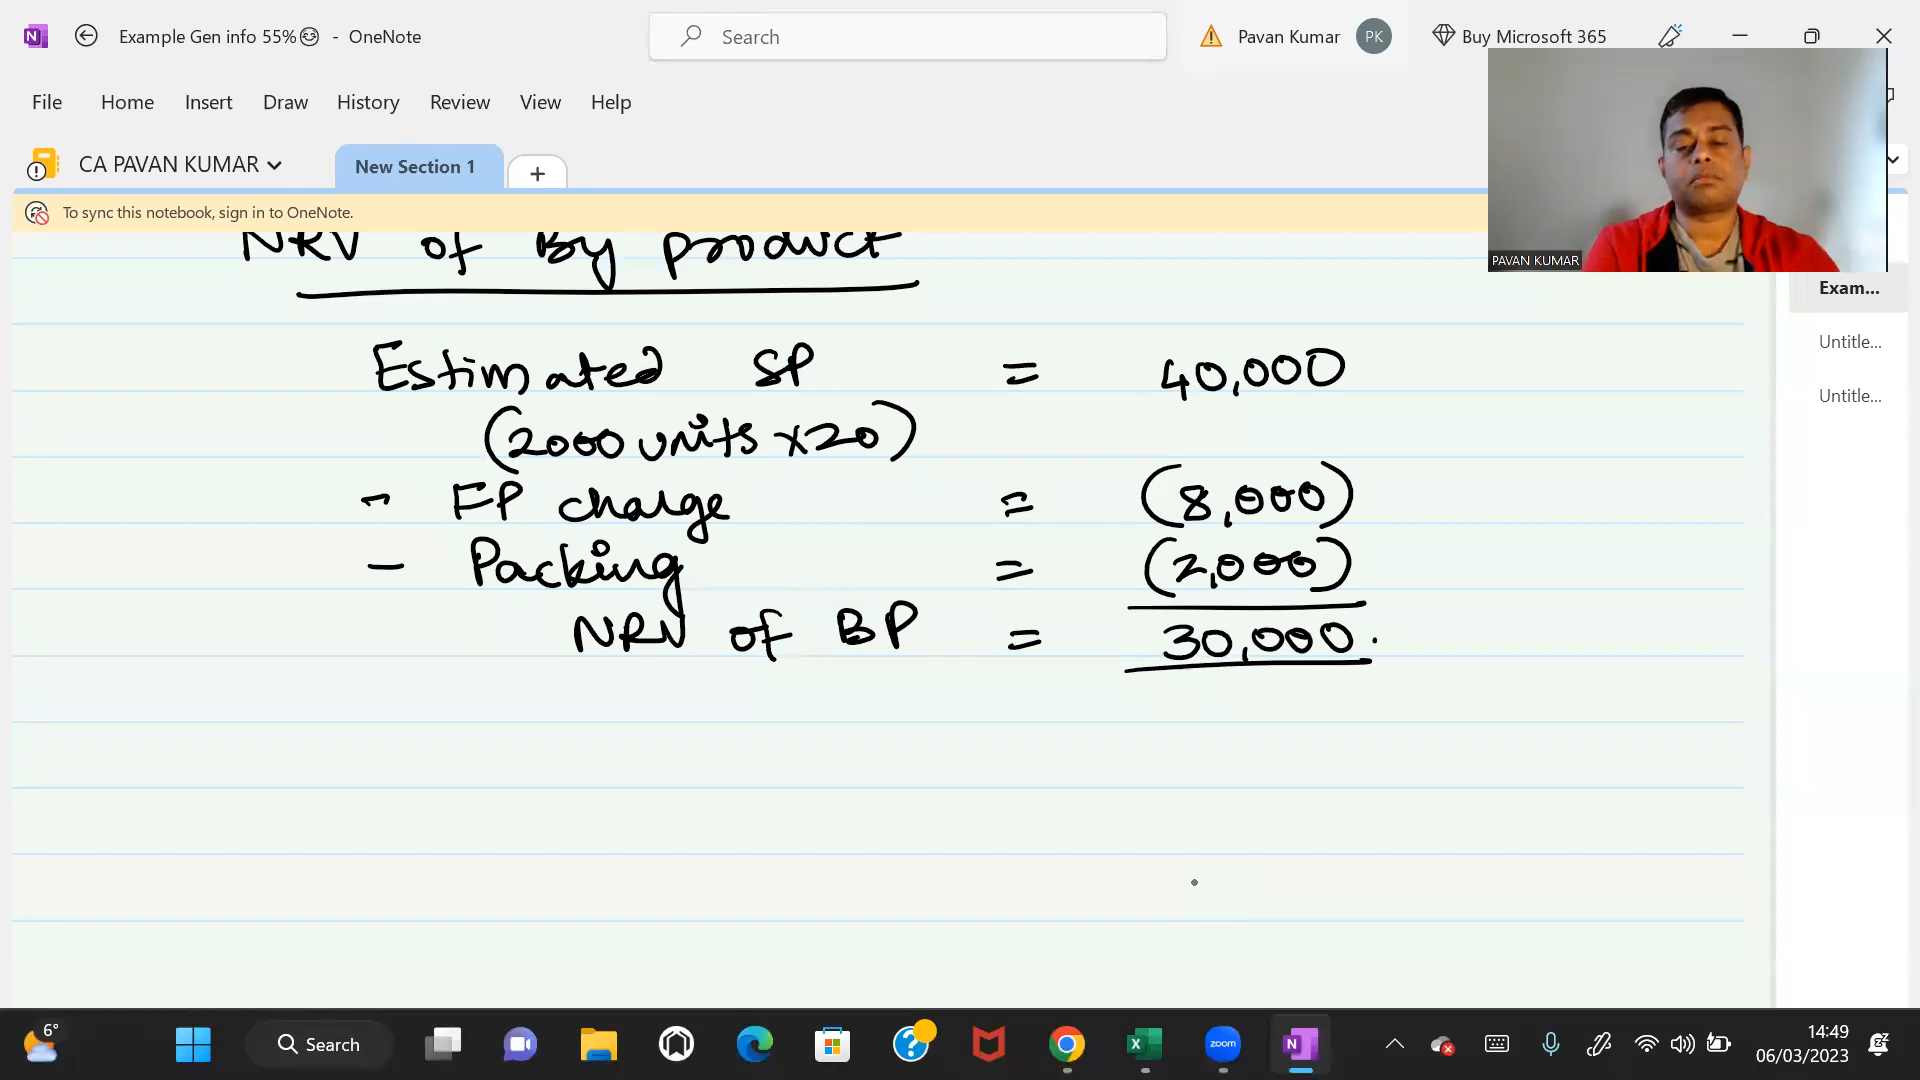 Example Gen info 55%😊 - OneNote
Search
Pavan Kumar PK
Buy Microsoft 365
File Home Insert Draw History Review View Help
CA PAVAN KUMAR
New Section 1
+
To sync this notebook, sign in to OneNote.
PAVAN KUMAR
Exam...
Untitle...
Untitle...
NRV of By product
Estimated SP = 40,000
(2000 units x 20)
- FP charge = (8,000)
- Packing = (2,000)
NRV of BP = 30,000.
6°
Search
zoom
14:49
06/03/2023